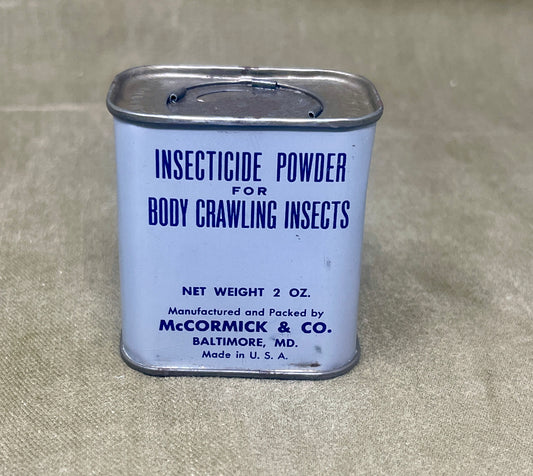 INSECTICIDE POWDER
FOR
BODY CRAWLING INSECTS
NET WEIGHT 2 OZ.
Manufactured and Packed by
McCORMICK & CO.
BALTIMORE, MD.
Made in U. S. A.